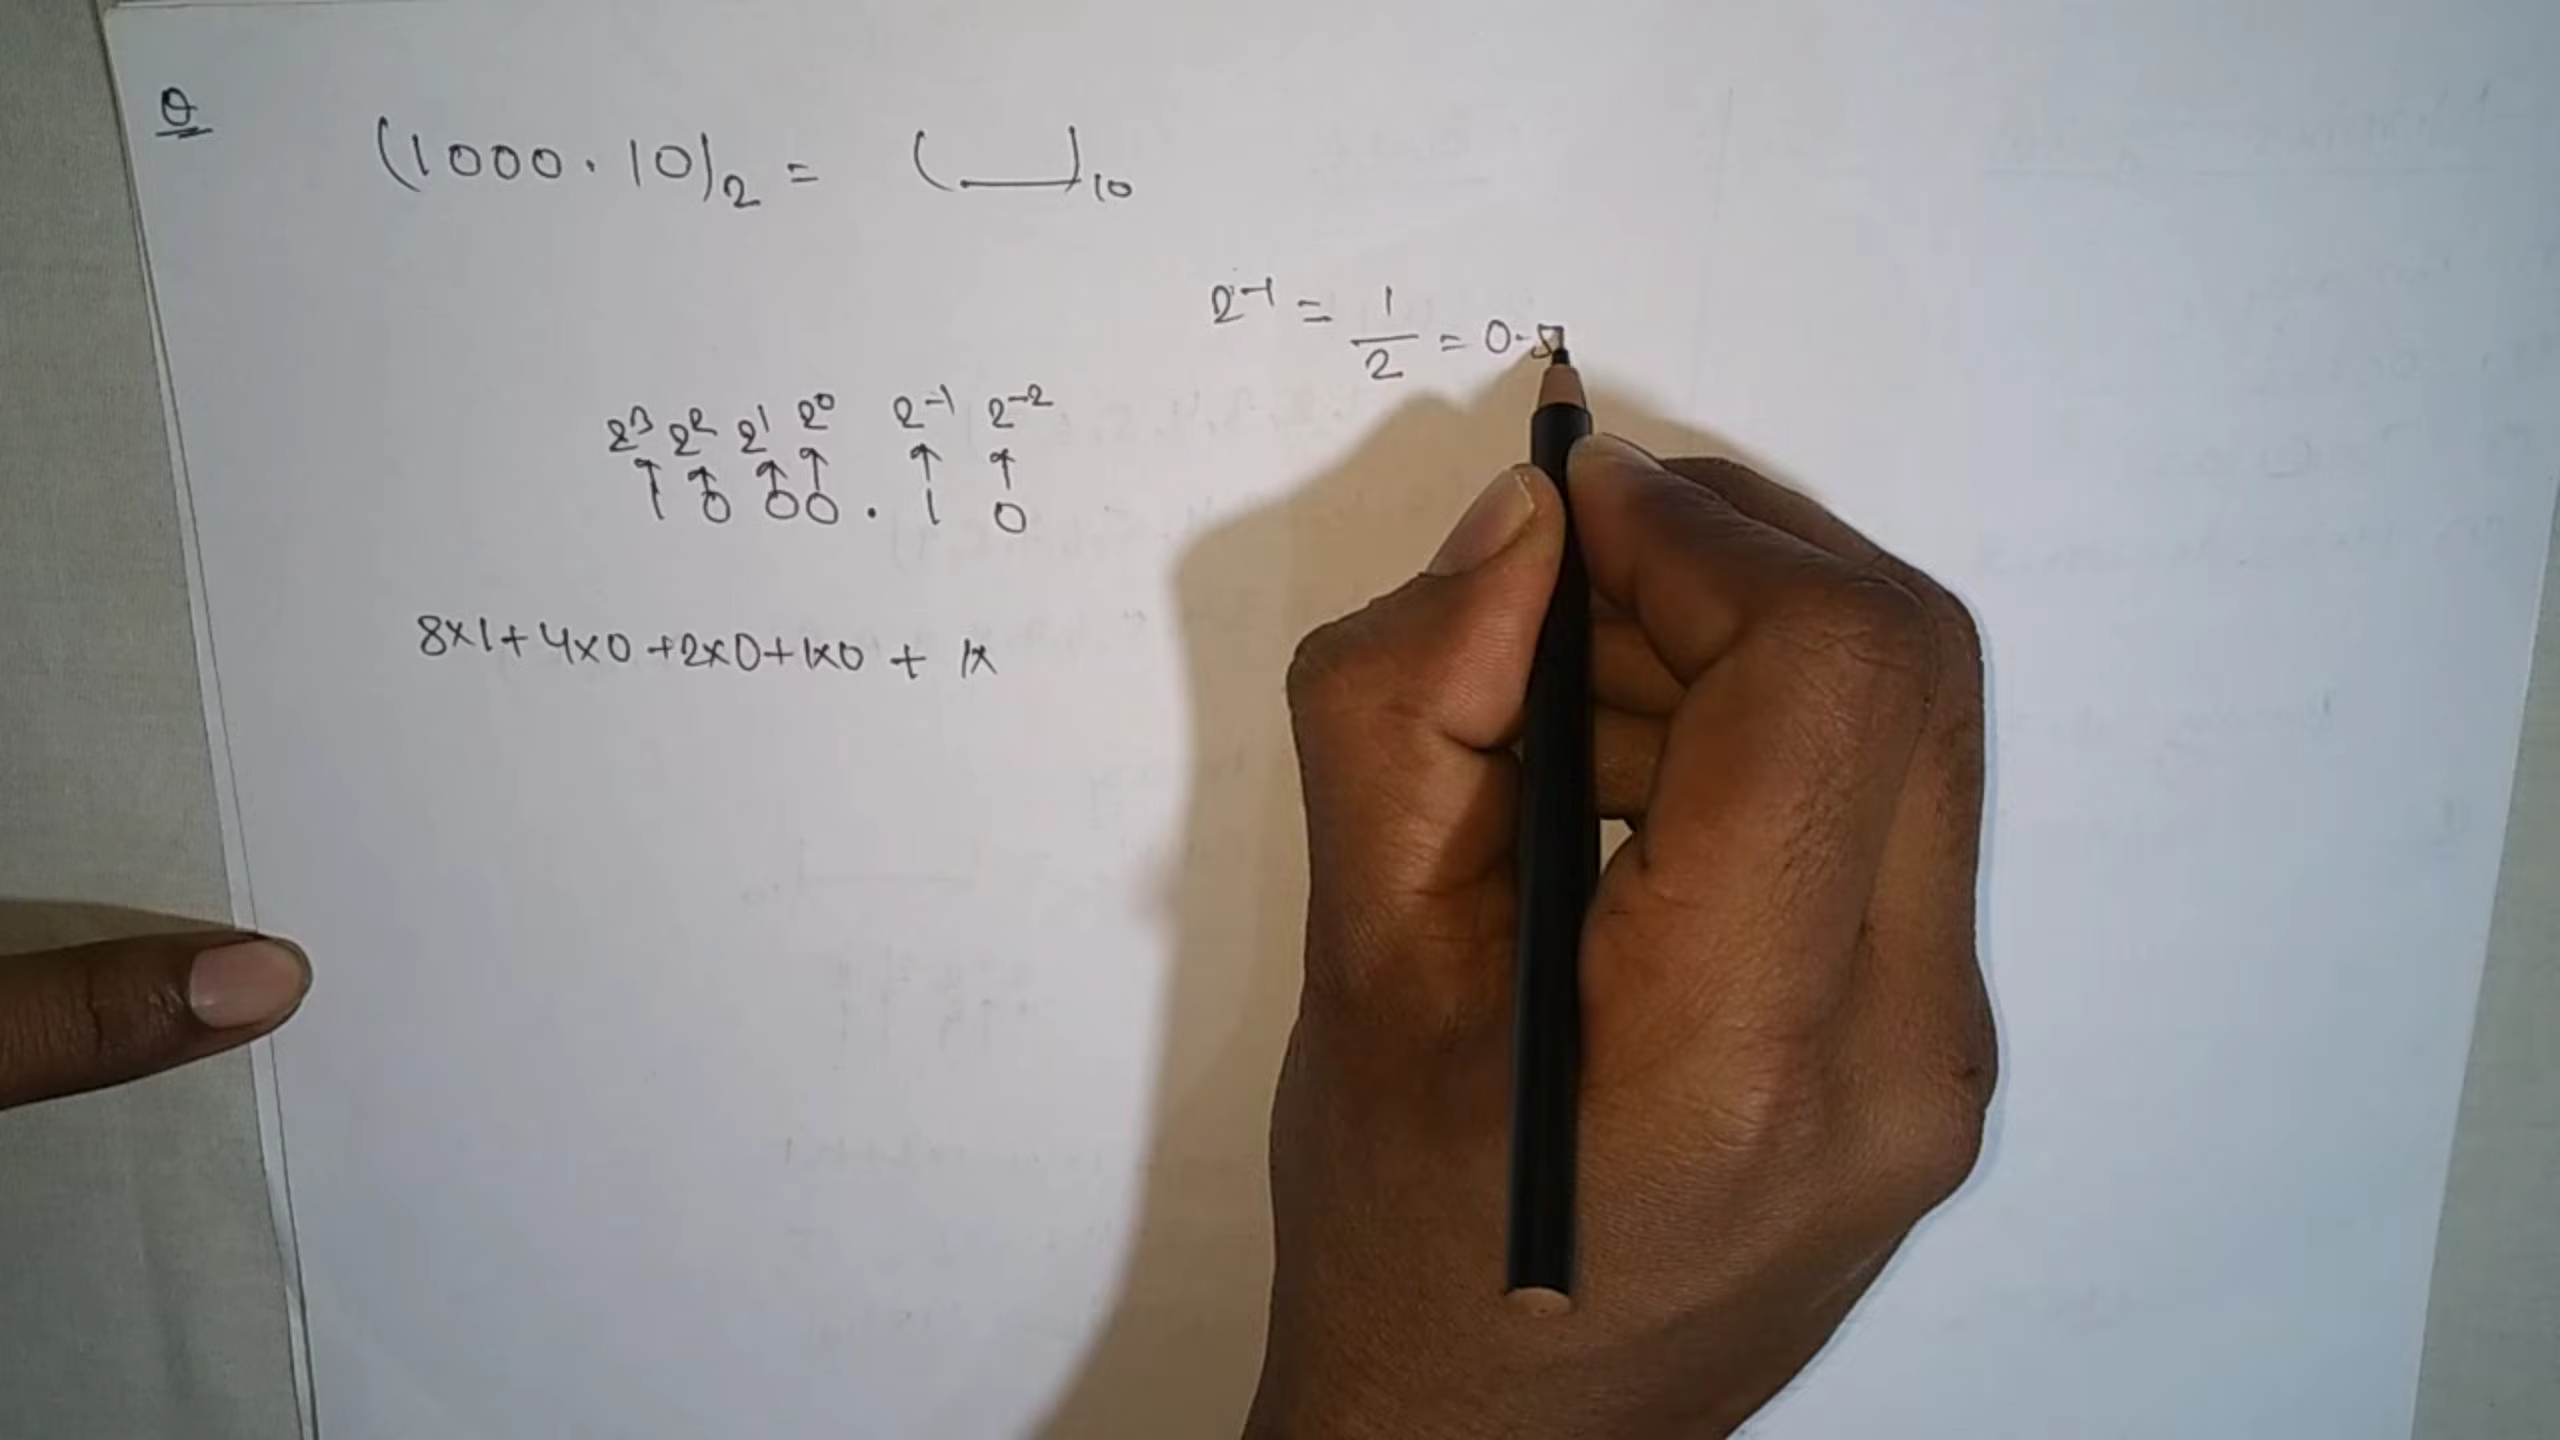 Q
(1000.10)₂ = (___)₁₀
2⁻¹ = 1/2 = 0.5
2³ 2² 2¹ 2⁰ 2⁻¹ 2⁻²
↑ ↑ ↑ ↑ ↑ ↑
1 0 0 0 . 1 0
8×1+4×0+2×0+1×0 + 1×